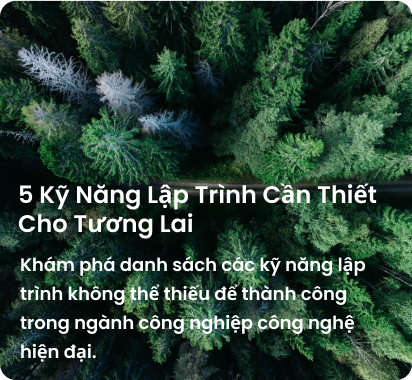 5 Kỹ Năng Lập Trình Cần Thiết
Cho Tương Lai
Khám phá danh sách các kỹ năng lập
trình không thể thiếu để thành công
trong ngành công nghiệp công nghệ
hiện đại.